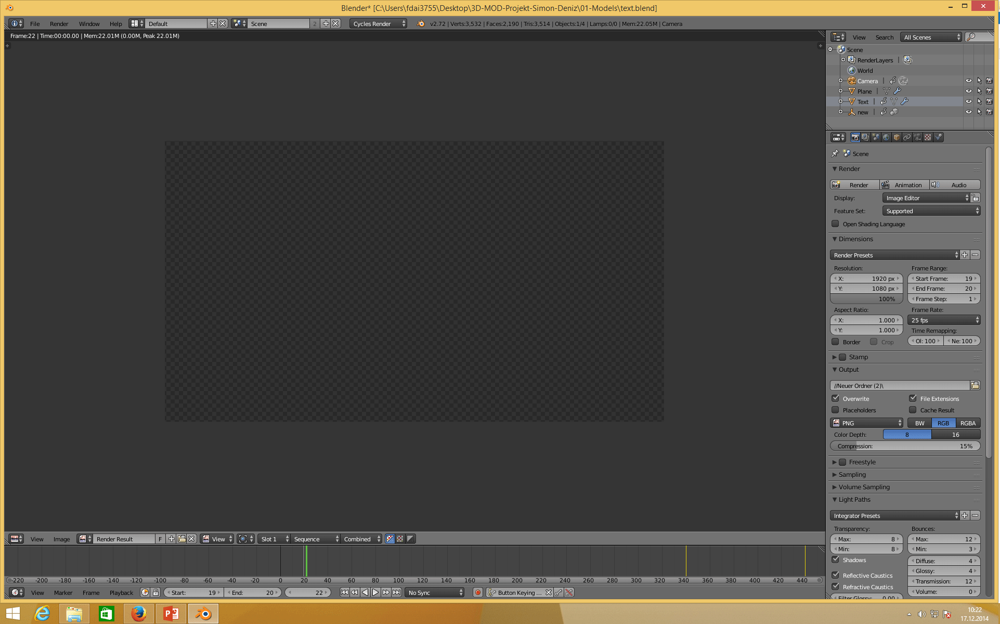 Blender* [C:\Users\fdai3755\Desktop\3D-MOD-Projekt-Simon-Deniz\01-Models\text.blend]
File Render Window Help Default Scene 2 Cycles Render v2.72 | Verts:3,532 | Faces:2,190 | Tris:3,514 | Objects:1/4 | Lamps:0/0 | Mem:22.05M | Camera
Frame:22 | Time:00:00.00 | Mem:22.01M (0.00M, Peak 22.01M)
View Search All Scenes
Scene
RenderLayers |
World
Camera |
Plane |
Text |
new |
Scene
Render
Render Animation Audio
Display: Image Editor
Feature Set: Supported
Open Shading Language
Dimensions
Render Presets
Resolution: Frame Range:
X: 1920 px Start Frame: 19
Y: 1080 px End Frame: 20
100% Frame Step: 1
Aspect Ratio: Frame Rate:
X: 1.000 25 fps
Y: 1.000 Time Remapping:
Border Crop Ol: 100 Ne: 100
Stamp
Output
//Neuer Ordner (2)\
Overwrite File Extensions
Placeholders Cache Result
PNG BW RGB RGBA
Color Depth: 8 16
Compression: 15%
Freestyle
Sampling
Volume Sampling
Light Paths
Integrator Presets
Transparency: Bounces:
Max: 8 Max: 12
Min: 8 Min: 3
Shadows Diffuse: 4
Glossy: 4
Reflective Caustics Transmission: 12
Refractive Caustics Volume: 0
Filter Glossy: 0.00
View Image Render Result F View Slot 1 Sequence Combined
-220 -200 -180 -160 -140 -120 -100 -80 -60 -40 -20 0 20 40 60 80 100 120 140 160 180 200 220 240 260 280 300 320 340 360 380 400 420 440
View Marker Frame Playback Start: 19 End: 20 22 No Sync Button Keying ...
10:22
17.12.2014